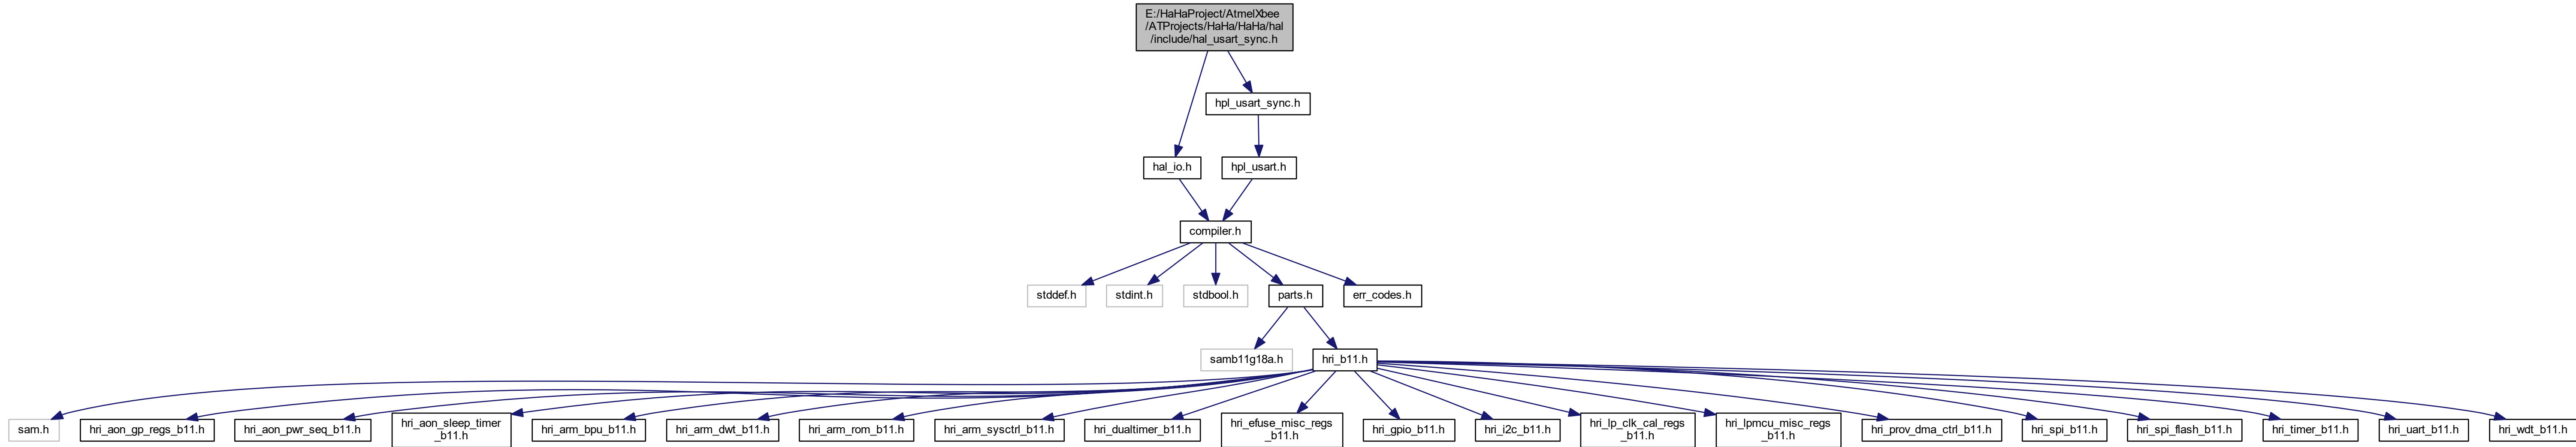 E:/HaHaProject/AtmelXbee
/ATProjects/HaHa/HaHa/hal
/include/hal_usart_sync.h
hpl_usart_sync.h
hal_io.h
hpl_usart.h
compiler.h
stddef.h
stdint.h
stdbool.h
parts.h
err_codes.h
samb11g18a.h
hri_b11.h
sam.h
hri_aon_gp_regs_b11.h
hri_aon_pwr_seq_b11.h
hri_aon_sleep_timer
_b11.h
hri_arm_bpu_b11.h
hri_arm_dwt_b11.h
hri_arm_rom_b11.h
hri_arm_sysctrl_b11.h
hri_dualtimer_b11.h
hri_efuse_misc_regs
_b11.h
hri_gpio_b11.h
hri_i2c_b11.h
hri_lp_clk_cal_regs
_b11.h
hri_lpmcu_misc_regs
_b11.h
hri_prov_dma_ctrl_b11.h
hri_spi_b11.h
hri_spi_flash_b11.h
hri_timer_b11.h
hri_uart_b11.h
hri_wdt_b11.h